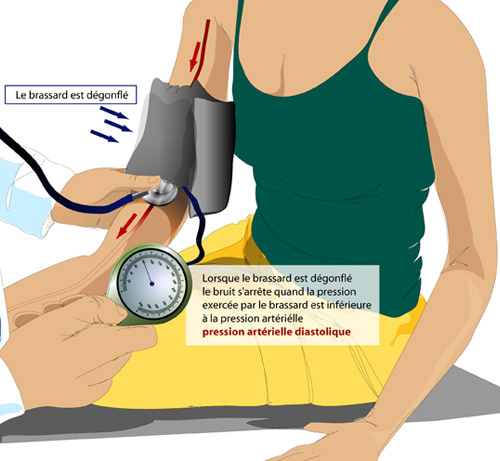 Le brassard est dégonflé
Lorsque le brassard est dégonflé
le bruit s'arrête quand la pression
exercée par le brassard est inférieure
à la pression artériélle
pression artérielle diastolique